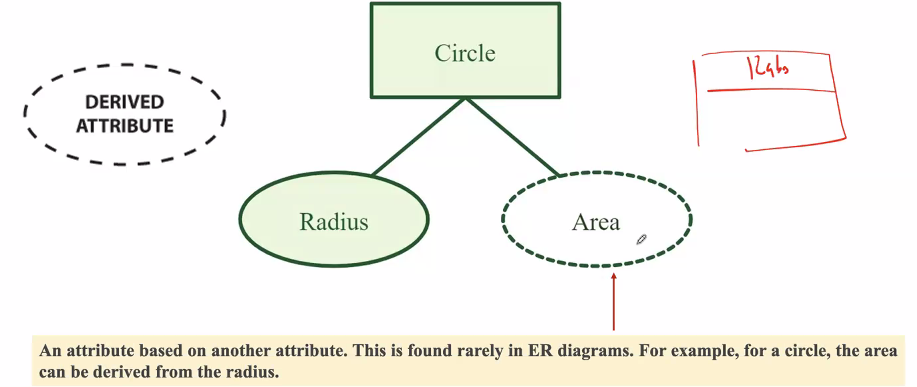 Circle
DERIVED
ATTRIBUTE
Radius
Area
An attribute based on another attribute. This is found rarely in ER diagrams. For example, for a circle, the area
can be derived from the radius.